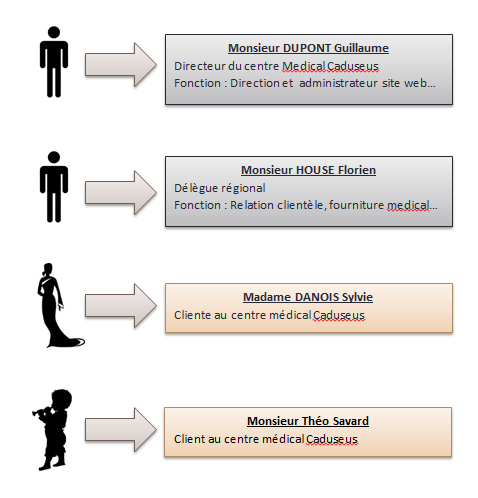 Monsieur DUPONT Guillaume
Directeur du centre Medical Caduseus
Fonction : Direction et administrateur site web...
Monsieur HOUSE Florien
Délègue régional
Fonction : Relation clientèle, fourniture medical...
Madame DANOIS Sylvie
Cliente au centre médical Caduseus
Monsieur Théo Savard
Client au centre médical Caduseus